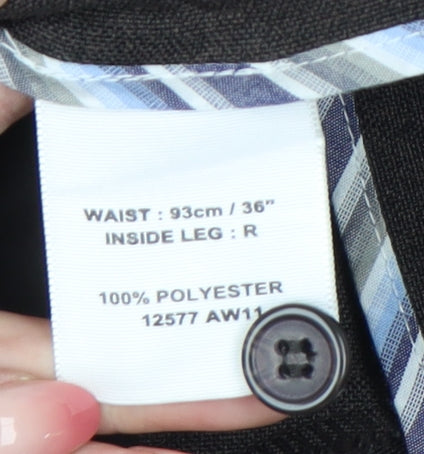 WAIST : 93cm / 36"
INSIDE LEG : R
100% POLYESTER
12577 AW11